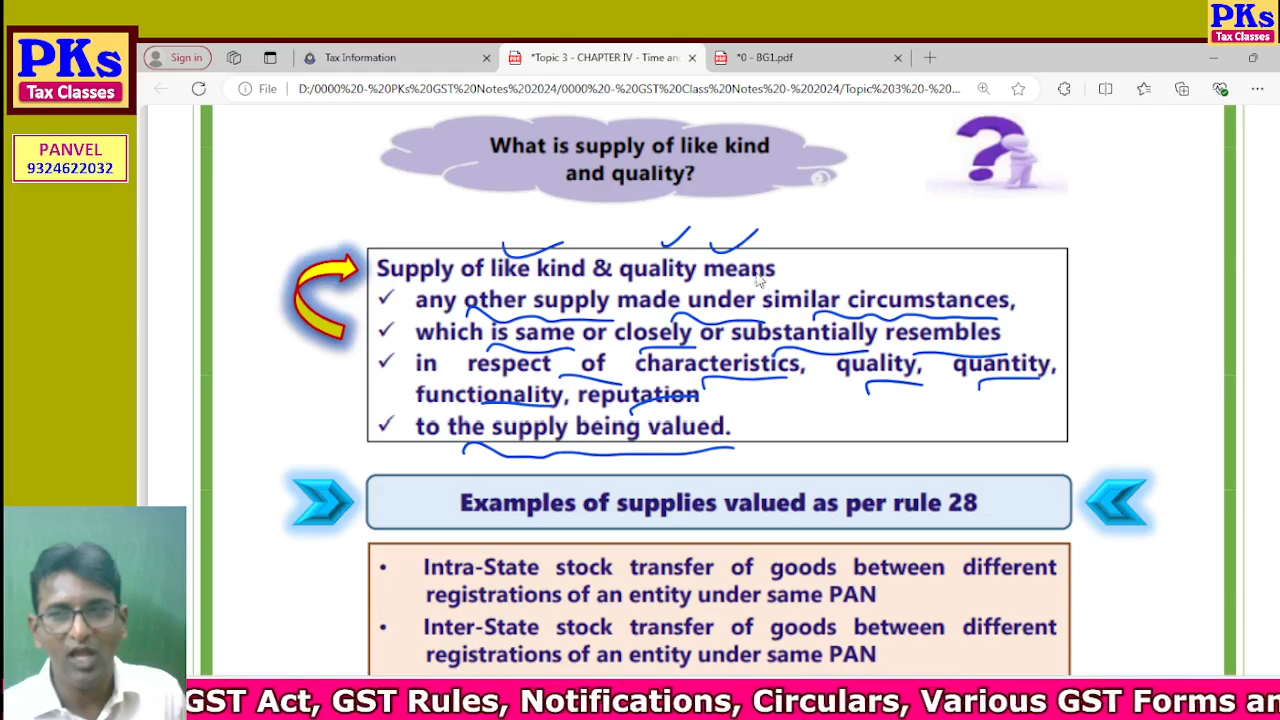 PKs
Tax Classes
PKs
Tax Classes
Sign in
Tax Information
*Topic 3 - CHAPTER IV - Time an
*0 - BG1.pdf
File
D:/0000%20-%20PKs%20GST%20Notes%202024/0000%20-%20GST%20Class%20Notes%20-%202024/Topic%203%20-%20...
PANVEL
9324622032
What is supply of like kind
and quality?
Supply of like kind & quality means
any other supply made under similar circumstances,
which is same or closely or substantially resembles
in respect of characteristics, quality, quantity,
functionality, reputation
to the supply being valued.
Examples of supplies valued as per rule 28
• Intra-State stock transfer of goods between different
registrations of an entity under same PAN
• Inter-State stock transfer of goods between different
registrations of an entity under same PAN
GST Act, GST Rules, Notifications, Circulars, Various GST Forms an